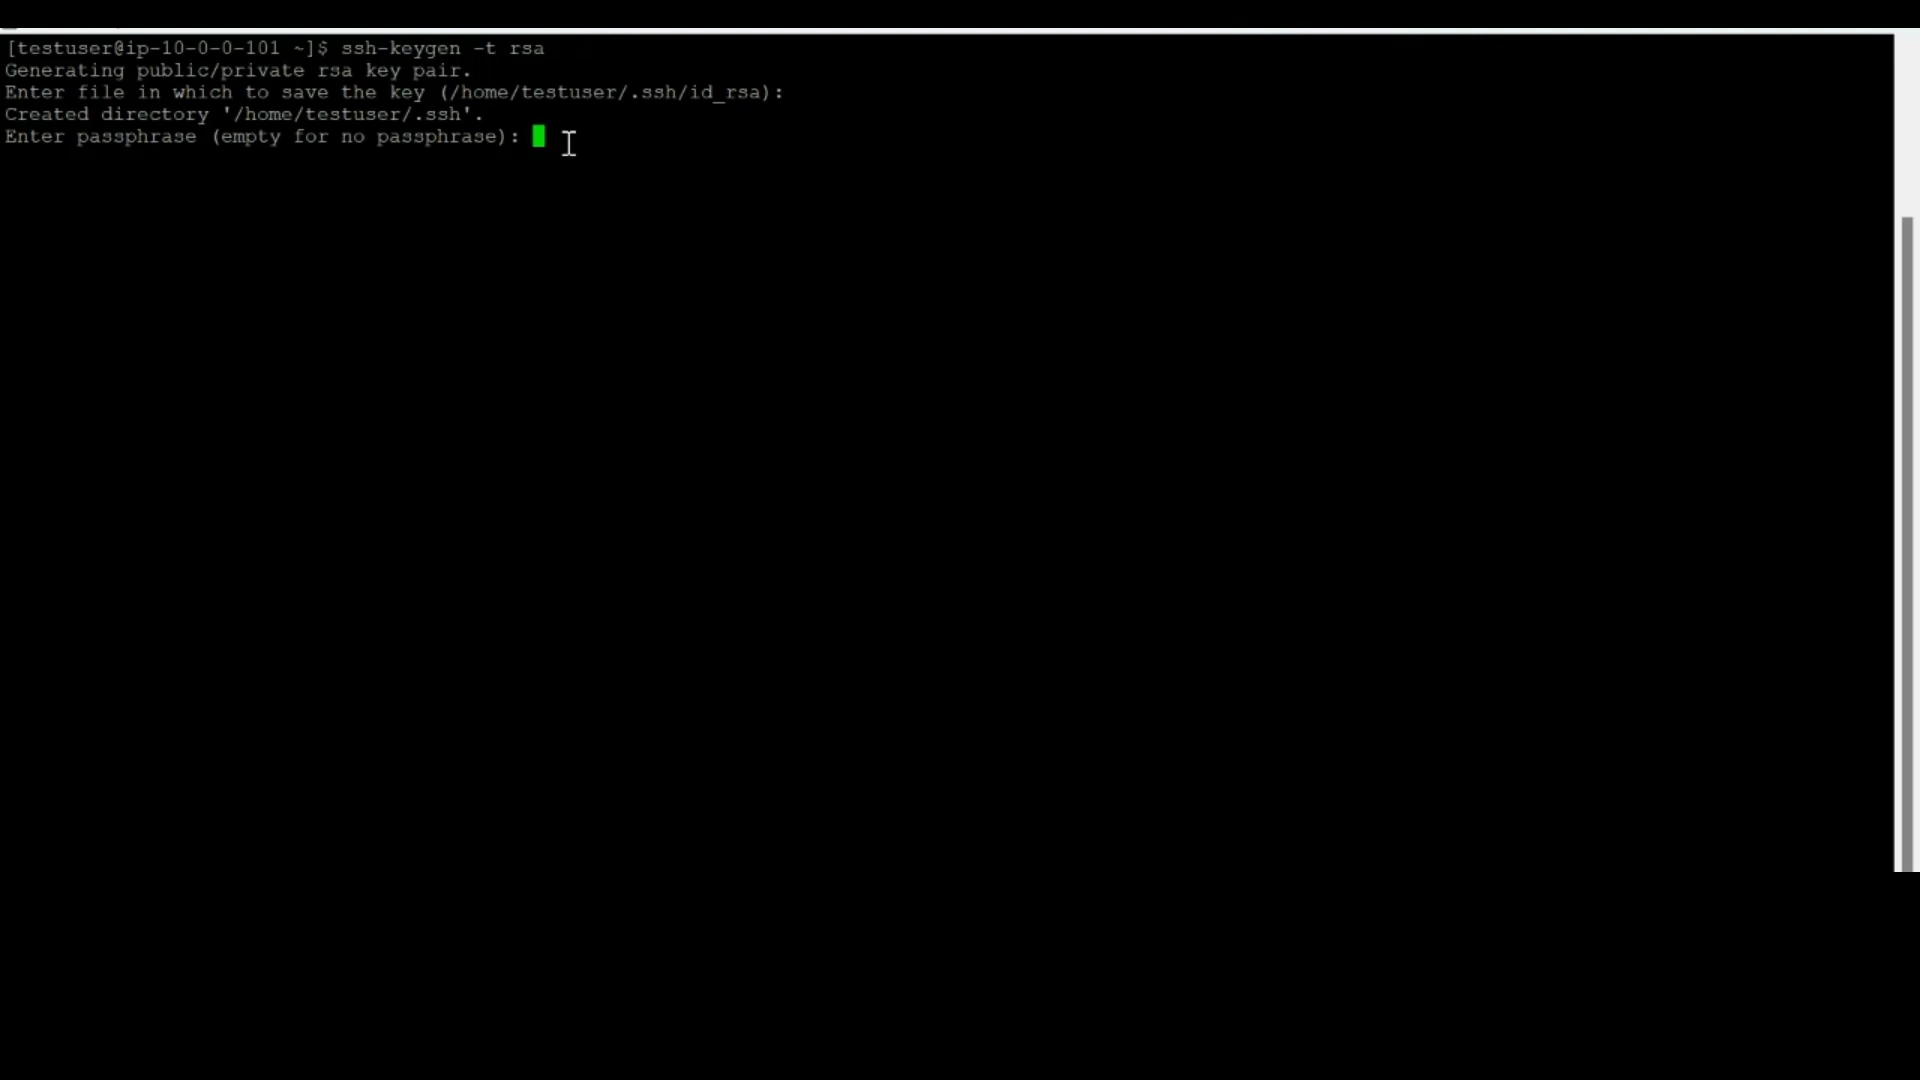 [testuser@ip-10-0-0-101 ~]$ ssh-keygen -t rsa
Generating public/private rsa key pair.
Enter file in which to save the key (/home/testuser/.ssh/id_rsa):
Created directory '/home/testuser/.ssh'.
Enter passphrase (empty for no passphrase):